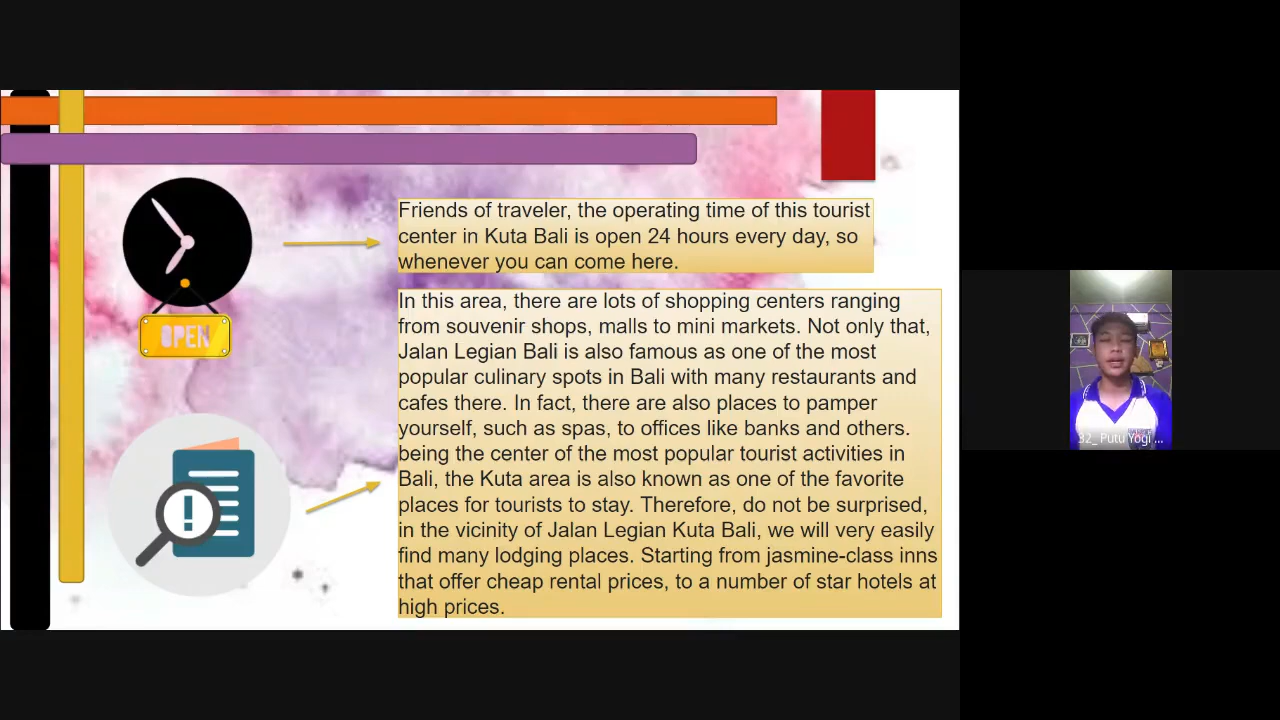 OPEN
Friends of traveler, the operating time of this tourist
center in Kuta Bali is open 24 hours every day, so
whenever you can come here.
In this area, there are lots of shopping centers ranging
from souvenir shops, malls to mini markets. Not only that,
Jalan Legian Bali is also famous as one of the most
popular culinary spots in Bali with many restaurants and
cafes there. In fact, there are also places to pamper
yourself, such as spas, to offices like banks and others.
being the center of the most popular tourist activities in
Bali, the Kuta area is also known as one of the favorite
places for tourists to stay. Therefore, do not be surprised,
in the vicinity of Jalan Legian Kuta Bali, we will very easily
find many lodging places. Starting from jasmine-class inns
that offer cheap rental prices, to a number of star hotels at
high prices.
!
32_ Putu Yogi ...